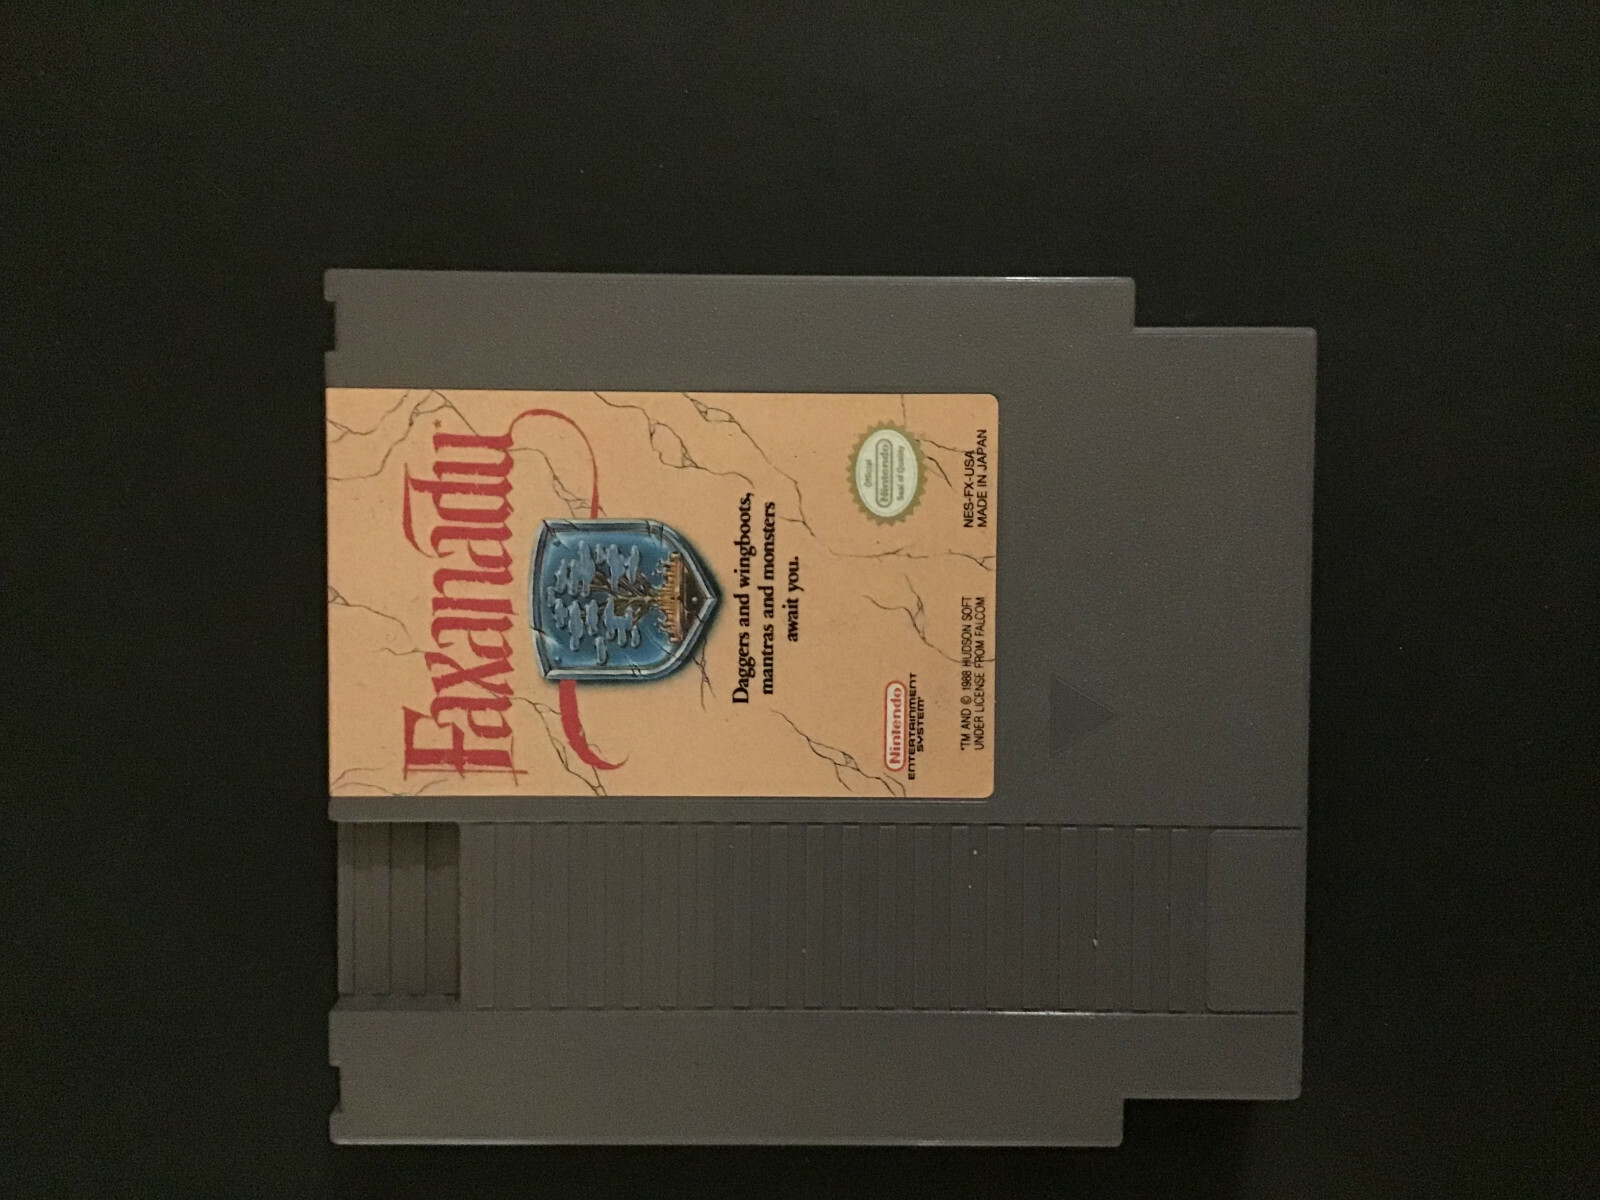 Faxanadu*
Daggers and wingboots,
mantras and monsters
await you.
Nintendo
ENTERTAINMENT
SYSTEM
Official
Nintendo
Seal of Quality
*TM AND © 1988 HUDSON SOFT
UNDER LICENSE FROM FALCOM
NES-FX-USA
MADE IN JAPAN